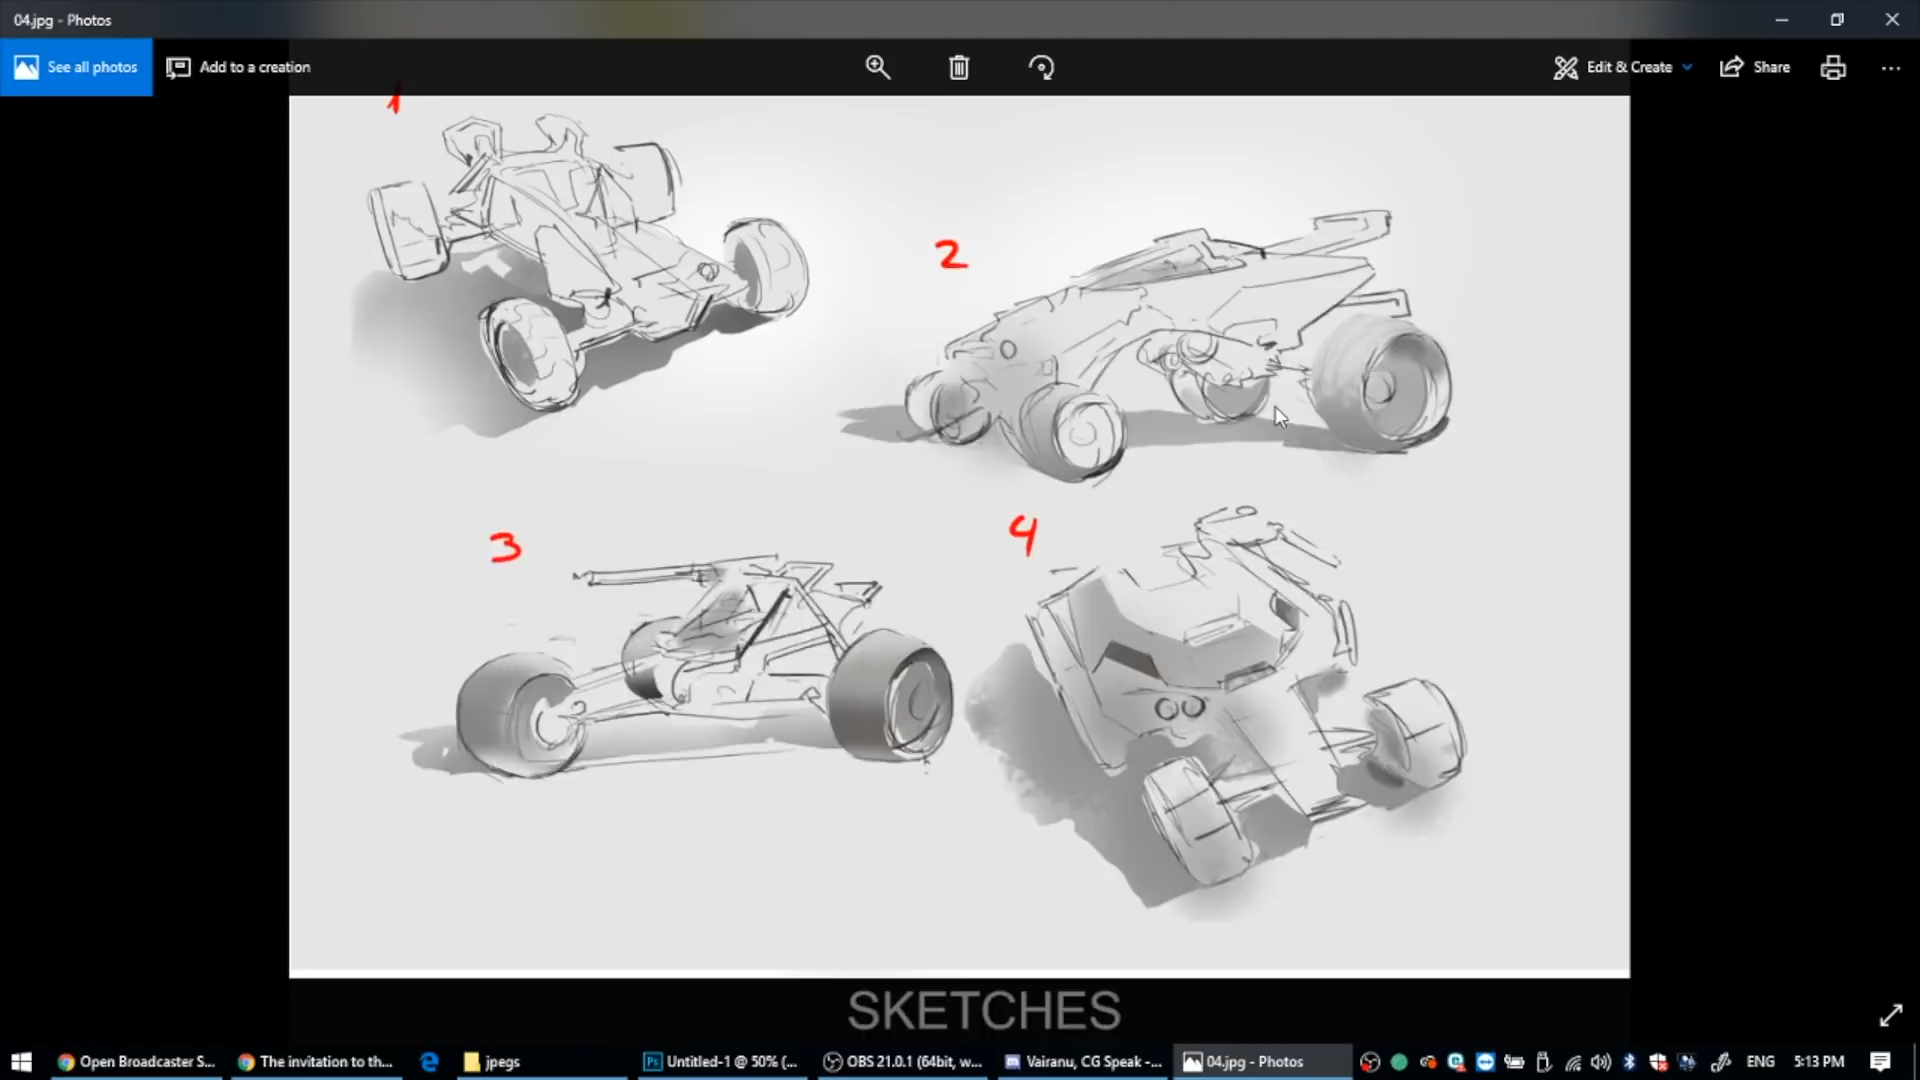 04.jpg - Photos
See all photos
Add to a creation
Edit & Create
Share
1
2
3
4
SKETCHES
Open Broadcaster S...
The invitation to th...
jpegs
Untitled-1 @ 50% (...
OBS 21.0.1 (64bit, w...
Vairanu, CG Speak -...
04.jpg - Photos
ENG
5:13 PM